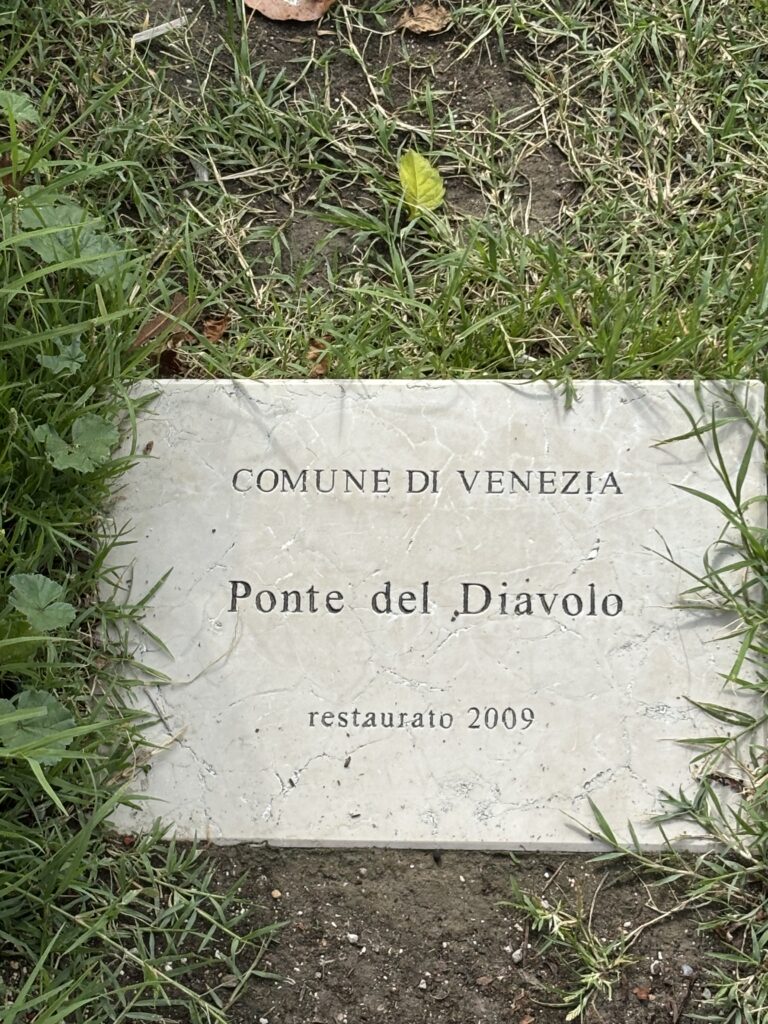 COMUNE DI VENEZIA
Ponte del Diavolo
restaurato 2009